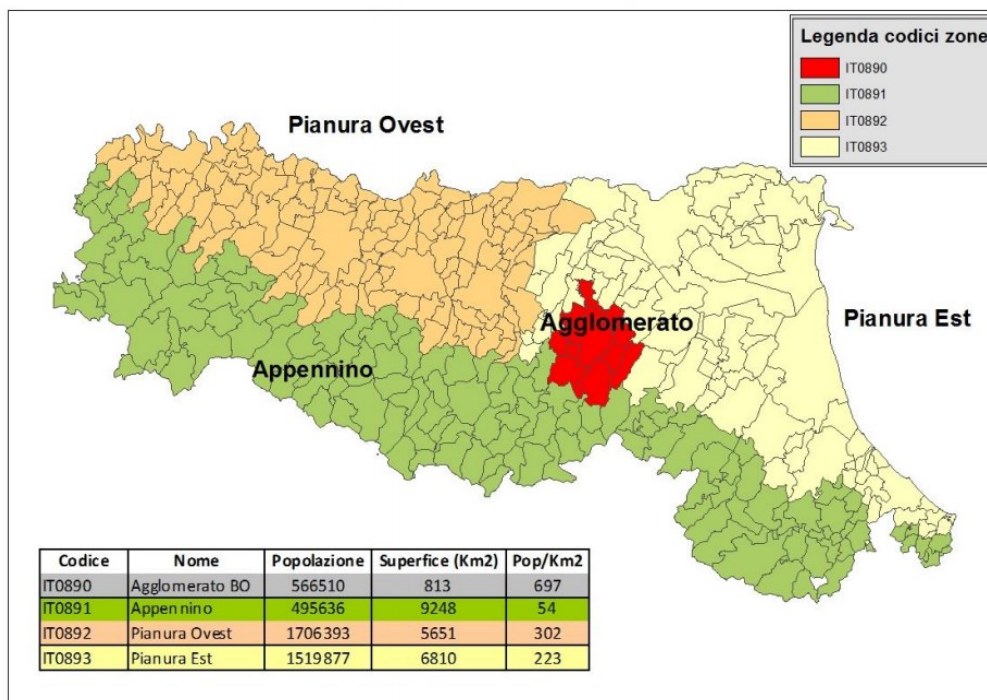 Legenda codici zone
IT0890
IT0891
IT0892
IT0893
Pianura Ovest
Agglomerato
Pianura Est
Appennino
Codice Nome Popolazione Superfice (Km2) Pop/Km2
IT0890 Agglomerato BO 566510 813 697
IT0891 Appennino 495636 9248 54
IT0892 Pianura Ovest 1706393 5651 302
IT0893 Pianura Est 1519877 6810 223